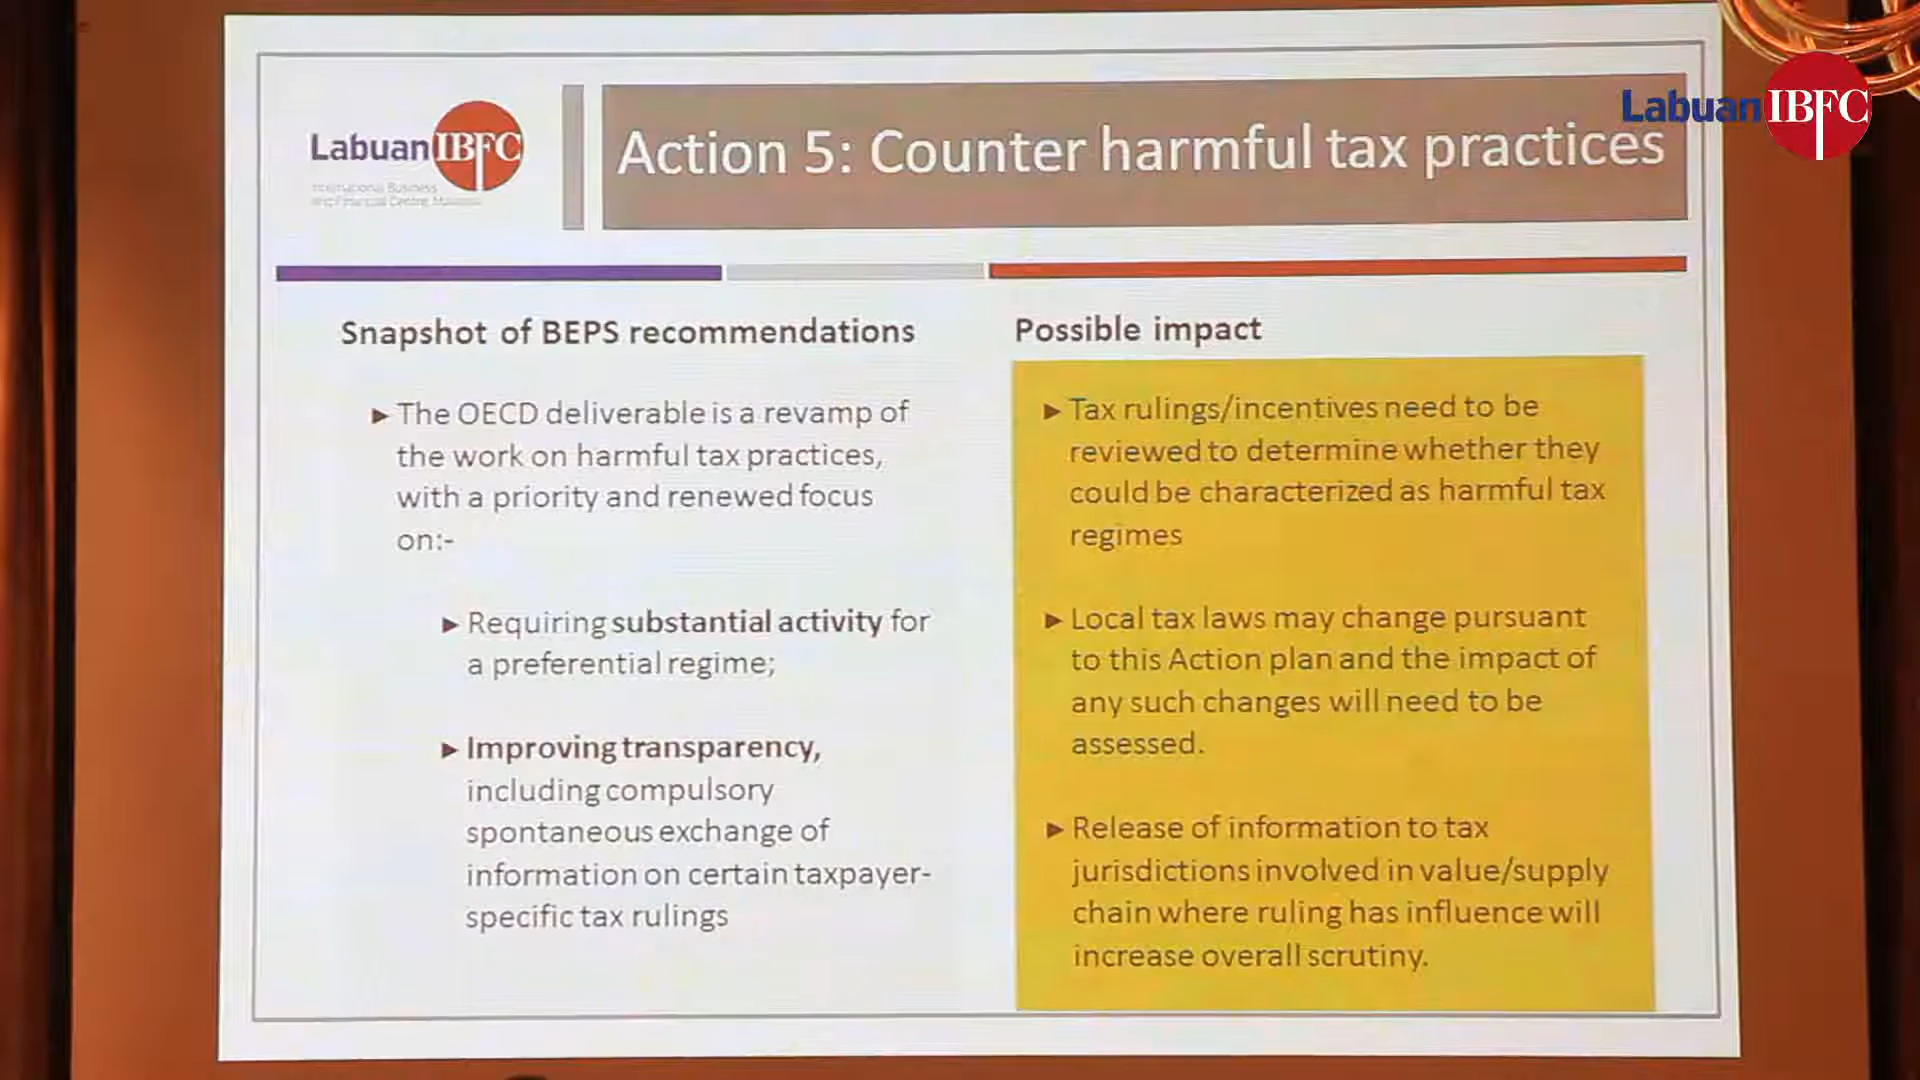 Labuan IBFC
International Business
and Financial Centre Malaysia
Action 5: Counter harmful tax practices
Labuan IBFC
Snapshot of BEPS recommendations
► The OECD deliverable is a revamp of
the work on harmful tax practices,
with a priority and renewed focus
on:-
► Requiring substantial activity for
a preferential regime;
► Improving transparency,
including compulsory
spontaneous exchange of
information on certain taxpayer-
specific tax rulings
Possible impact
► Tax rulings/incentives need to be
reviewed to determine whether they
could be characterized as harmful tax
regimes
► Local tax laws may change pursuant
to this Action plan and the impact of
any such changes will need to be
assessed.
► Release of information to tax
jurisdictions involved in value/supply
chain where ruling has influence will
increase overall scrutiny.